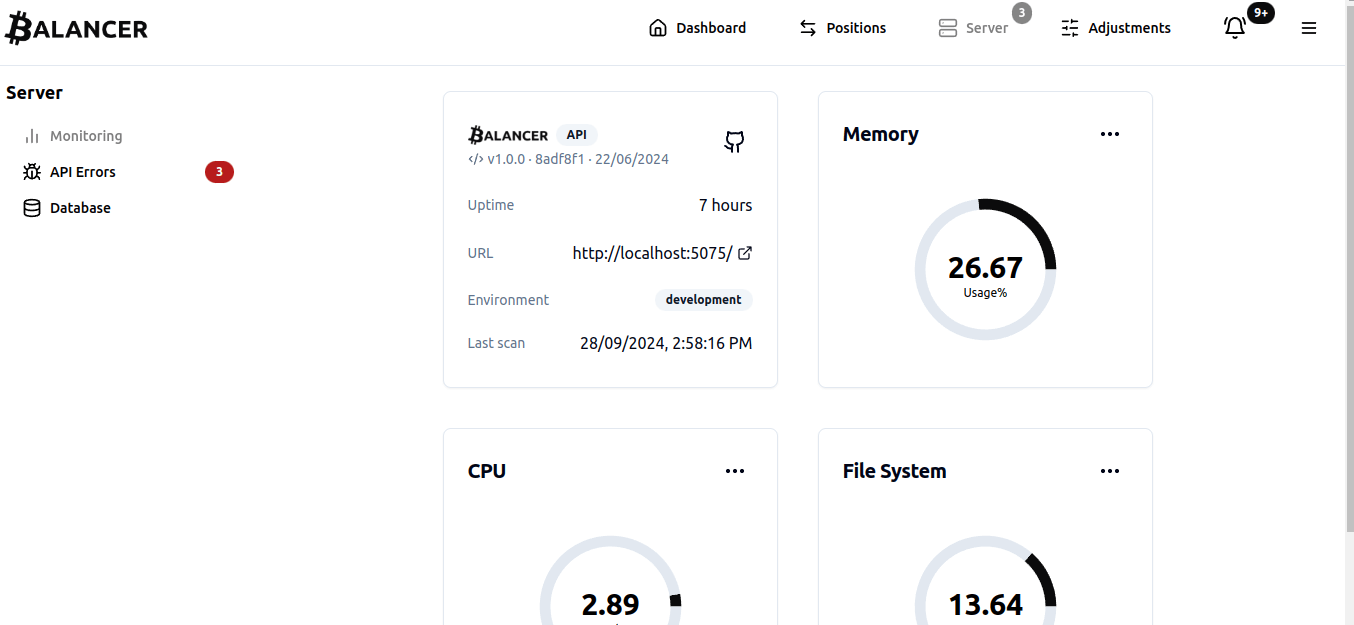 BALANCER
Dashboard
Positions
Server
3
Adjustments
9+
Server
Monitoring
API Errors
3
Database
BALANCER API
</> v1.0.0 · 8adf8f1 · 22/06/2024
Uptime 7 hours
URL http://localhost:5075/
Environment development
Last scan 28/09/2024, 2:58:16 PM
Memory
26.67
Usage%
CPU
2.89
File System
13.64